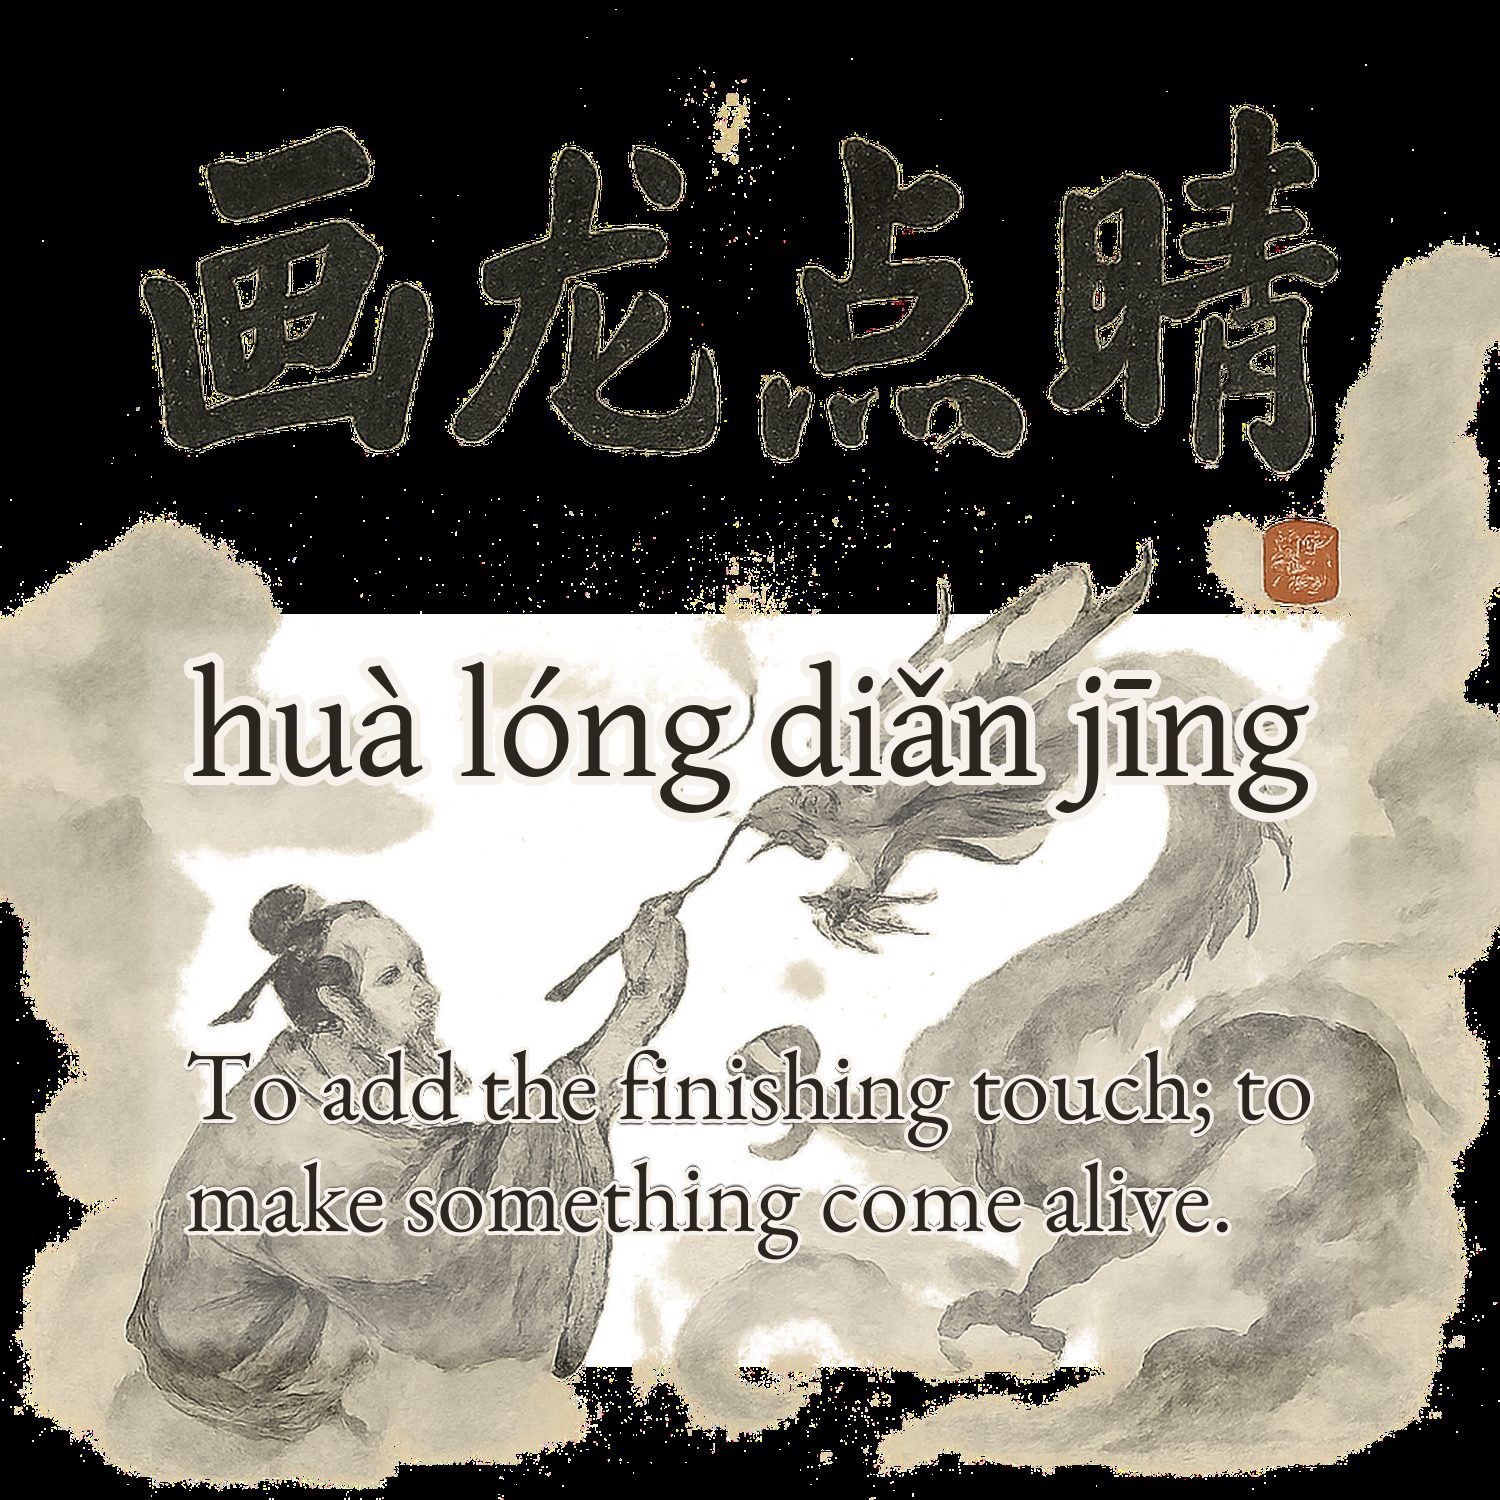 画龙点睛
huà lóng diǎn jīng
To add the finishing touch; to
make something come alive.